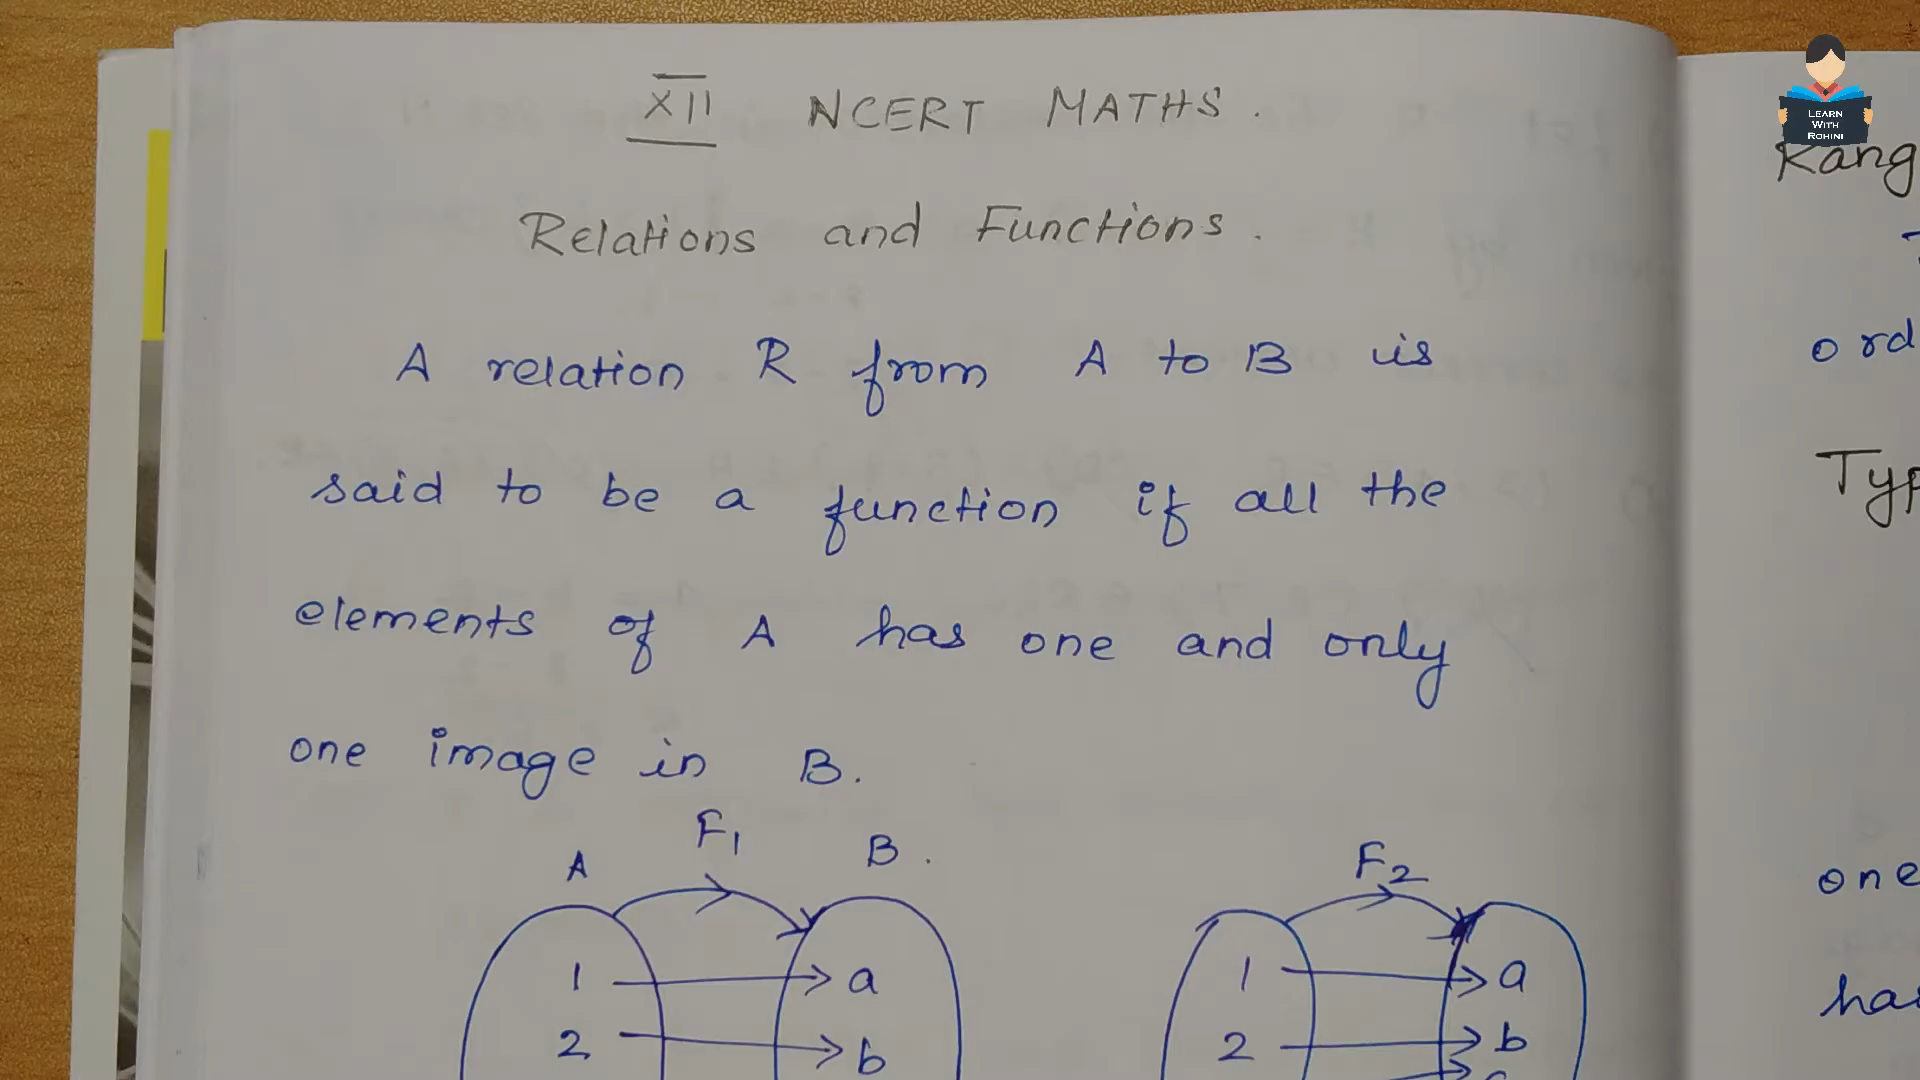 XII NCERT MATHS.
Relations and Functions.
A relation R from A to B is
said to be a function if all the
elements of A has one and only
one image in B.
F1
A B.
1 a
2 b
F2
1 a
2 b
LEARN
WITH
ROHINI
Rang
ord
Typ
one
has